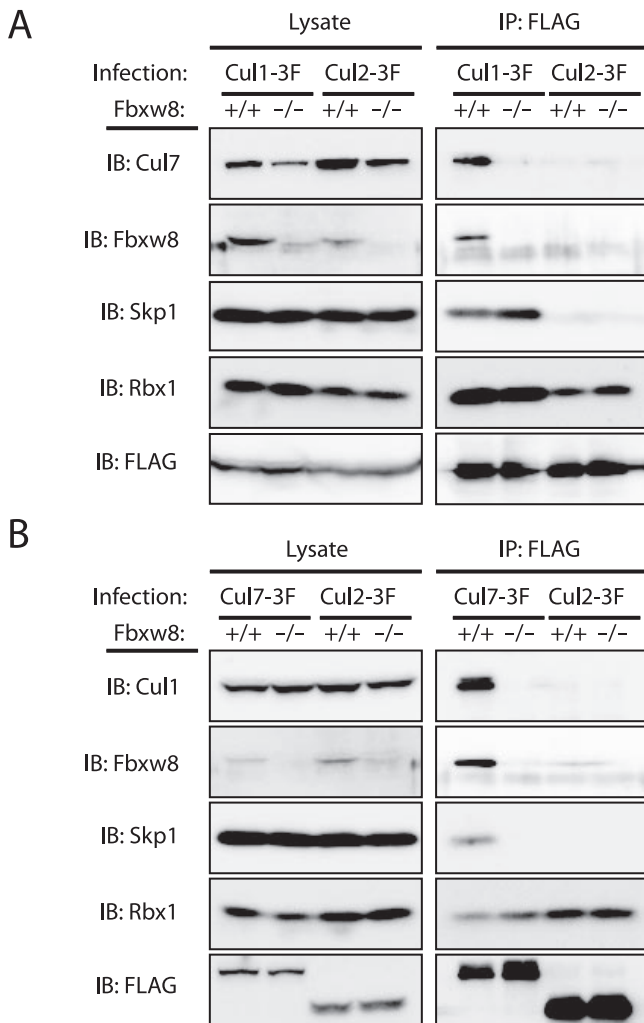 A
Lysate IP: FLAG
Infection: Cul1-3F Cul2-3F Cul1-3F Cul2-3F
Fbxw8: +/+ –/– +/+ –/– +/+ –/– +/+ –/–
IB: Cul7
IB: Fbxw8
IB: Skp1
IB: Rbx1
IB: FLAG
B
Lysate IP: FLAG
Infection: Cul7-3F Cul2-3F Cul7-3F Cul2-3F
Fbxw8: +/+ –/– +/+ –/– +/+ –/– +/+ –/–
IB: Cul1
IB: Fbxw8
IB: Skp1
IB: Rbx1
IB: FLAG